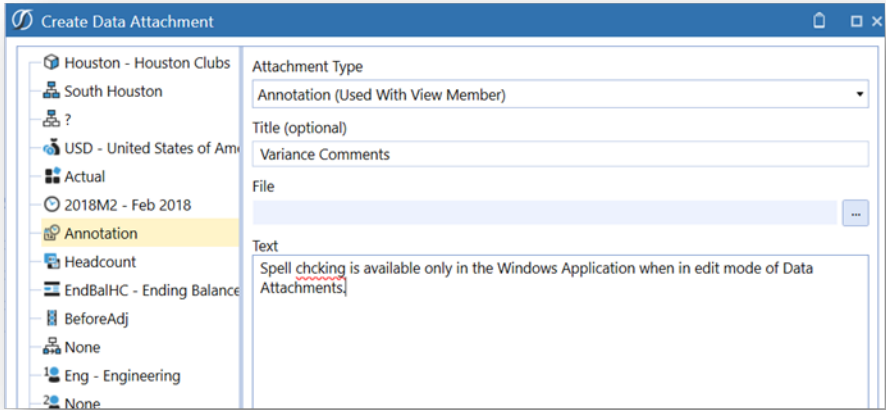 Create Data Attachment
Houston - Houston Clubs
South Houston
?
USD - United States of Am
Actual
2018M2 - Feb 2018
Annotation
Headcount
EndBalHC - Ending Balance
BeforeAdj
None
Eng - Engineering
None
Attachment Type
Annotation (Used With View Member)
Title (optional)
Variance Comments
File
...
Text
Spell chcking is available only in the Windows Application when in edit mode of Data
Attachments.